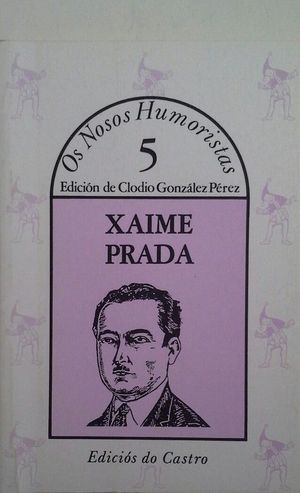 Os Nosos Humoristas
5
Edición de Clodio González Pérez
XAIME
PRADA
Ediciós do Castro